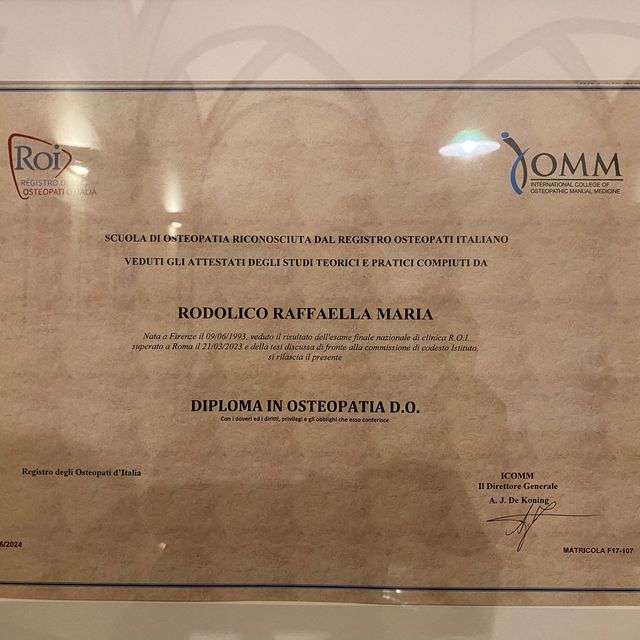 Roi
REGISTRO D
OSTEOPATI D'ITALIA
ICOMM
INTERNATIONAL COLLEGE OF
OSTEOPATHIC MANUAL MEDICINE
SCUOLA DI OSTEOPATIA RICONOSCIUTA DAL REGISTRO OSTEOPATI ITALIANO
VEDUTI GLI ATTESTATI DEGLI STUDI TEORICI E PRATICI COMPIUTI DA
RODOLICO RAFFAELLA MARIA
Nata a Firenze il 09/06/1993, veduto il risultato dell'esame finale nazionale di clinica R.O.I.
superato a Roma il 21/03/2023 e della tesi discussa di fronte alla commissione di codesto Istituto,
si rilascia il presente
DIPLOMA IN OSTEOPATIA D.O.
Con i doveri ed i diritti, privilegi e gli obblighi che esso conferisce
Registro degli Osteopati d'Italia
ICOMM
Il Direttore Generale
A. J. De Koning
6/2024
MATRICOLA F17-107